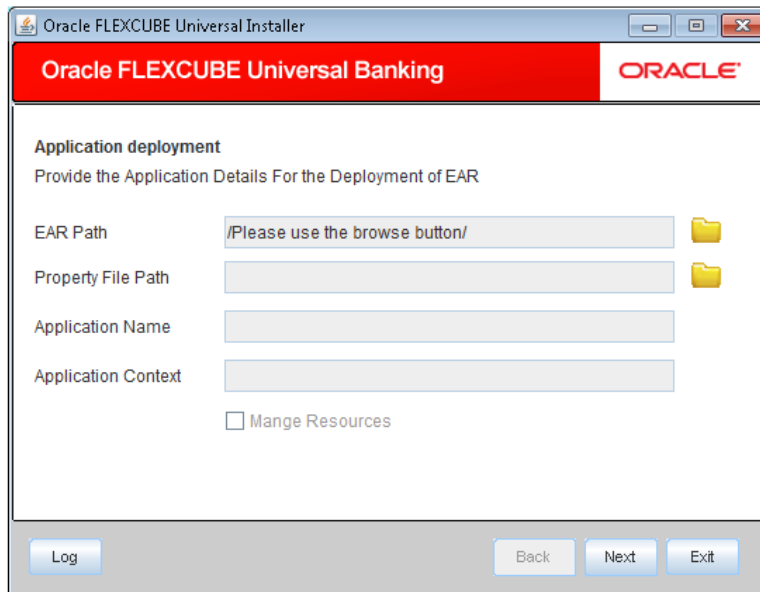 Oracle FLEXCUBE Universal Installer
Oracle FLEXCUBE Universal Banking
ORACLE
Application deployment
Provide the Application Details For the Deployment of EAR
EAR Path /Please use the browse button/
Property File Path
Application Name
Application Context
Mange Resources
Log Back Next Exit